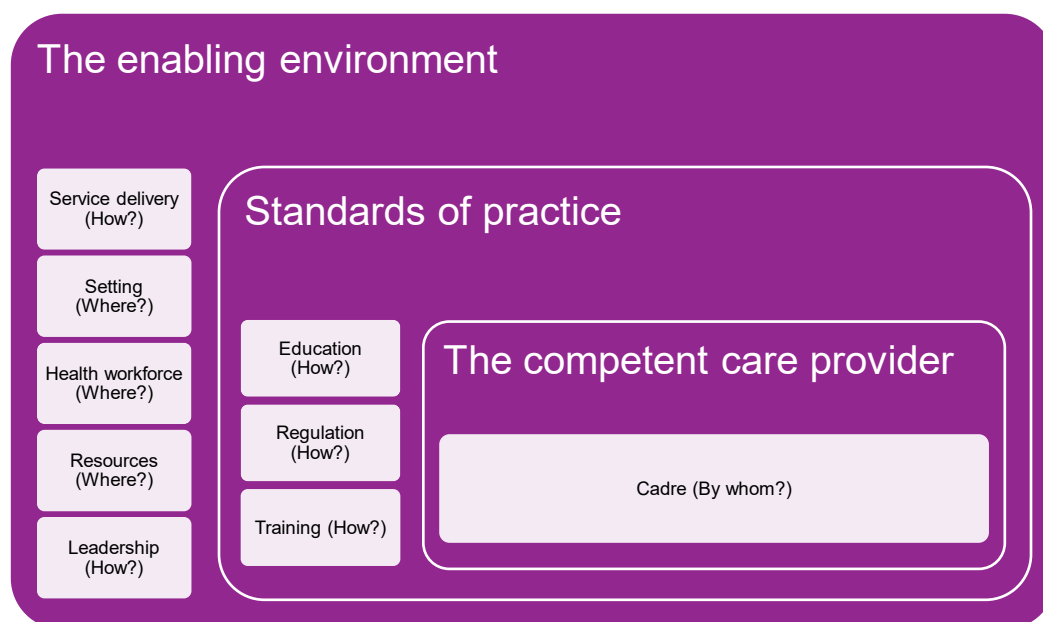 The enabling environment
Service delivery
(How?)
Setting
(Where?)
Health workforce
(Where?)
Resources
(Where?)
Leadership
(How?)
Standards of practice
Education
(How?)
Regulation
(How?)
Training (How?)
The competent care provider
Cadre (By whom?)